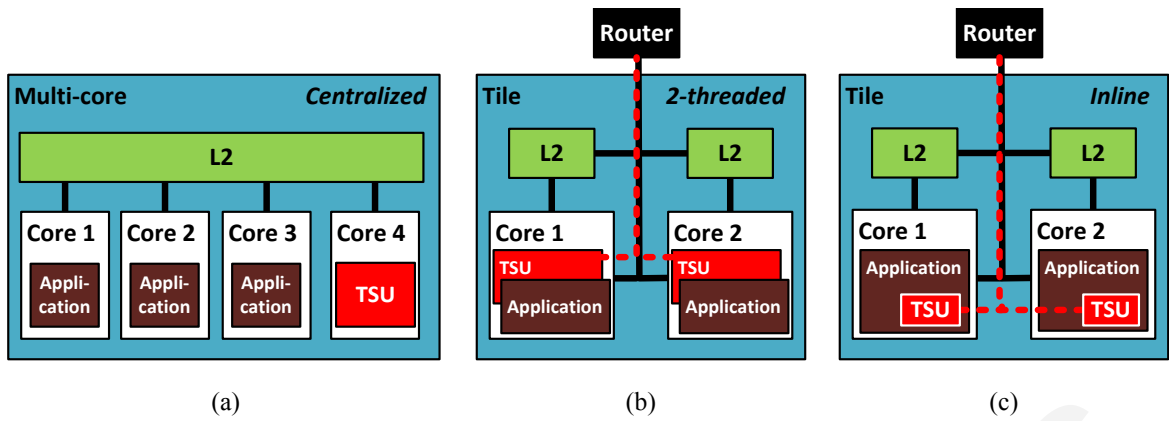 Multi-core
Centralized
L2
Core 1
Core 2
Core 3
Core 4
Appli-
cation
Appli-
cation
Appli-
cation
TSU
(a)
Router
Tile
2-threaded
L2
L2
Core 1
Core 2
TSU
Application
TSU
Application
(b)
Router
Tile
Inline
L2
L2
Core 1
Core 2
Application
TSU
Application
TSU
(c)